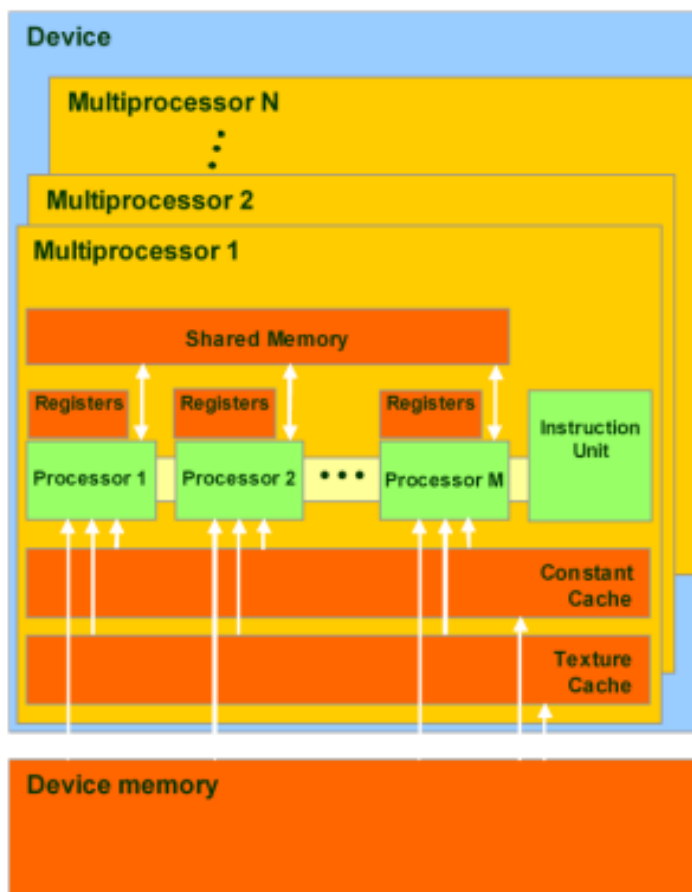 Device
Multiprocessor N
Multiprocessor 2
Multiprocessor 1
Shared Memory
Registers
Registers
Registers
Instruction
Unit
Processor 1
Processor 2
Processor M
Constant
Cache
Texture
Cache
Device memory